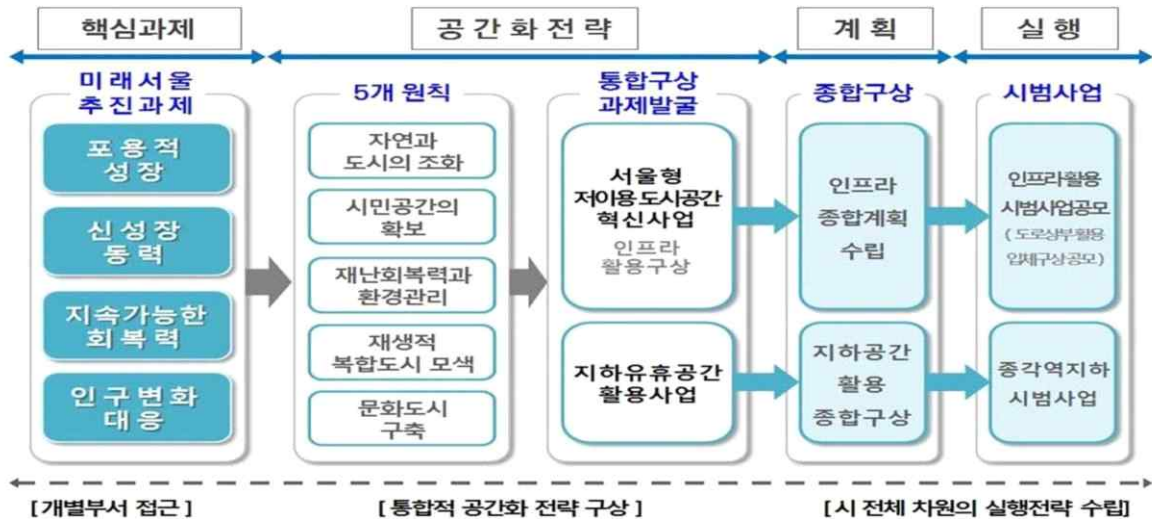 핵심과제
공 간 화 전 략
계 획
실 행
미래서울
추진과제
포용적
성장
신성장
동력
지속가능한
회복력
인구변화
대응
5개 원칙
자연과
도시의 조화
시민공간의
확보
재난회복력과
환경관리
재생적
복합도시 모색
문화도시
구축
통합구상
과제발굴
서울형
저이용도시공간
혁신사업
인프라
활용구상
지하유휴공간
활용사업
종합구상
인프라
종합계획
수립
지하공간
활용
종합구상
시범사업
인프라활용
시범사업공모
( 도로상부활용
입체구상공모)
종각역지하
시범사업
[개별부서 접근 ]
[통합적 공간화 전략 구상 ]
[시 전체 차원의 실행전략 수립]